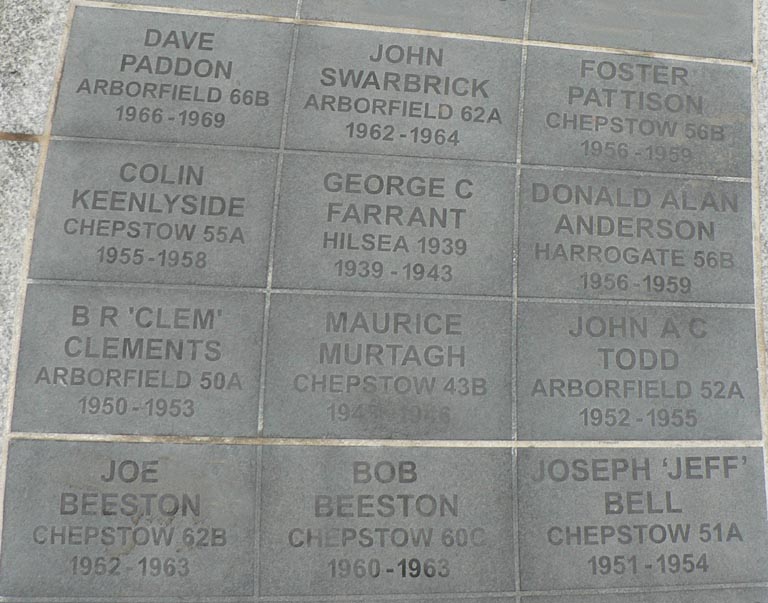 DAVE
PADDON
ARBORFIELD 66B
1966-1969
JOHN
SWARBRICK
ARBORFIELD 62A
1962-1964
FOSTER
PATTISON
CHEPSTOW 56B
1956-1959
COLIN
KEENLYSIDE
CHEPSTOW 55A
1955-1958
GEORGE C
FARRANT
HILSEA 1939
1939-1943
DONALD ALAN
ANDERSON
HARROGATE 56B
1956-1959
B R 'CLEM'
CLEMENTS
ARBORFIELD 50A
1950-1953
MAURICE
MURTAGH
CHEPSTOW 43B
JOHN A C
TODD
ARBORFIELD 52A
1952-1955
JOE
BEESTON
CHEPSTOW 62B
1962-1963
BOB
BEESTON
CHEPSTOW 60C
1960-1963
JOSEPH 'JEFF'
BELL
CHEPSTOW 51A
1951-1954